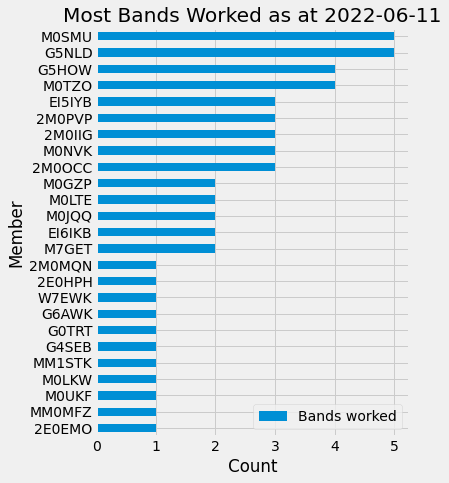 Most Bands Worked as at 2022-06-11
Member
M0SMU
G5NLD
G5HOW
M0TZO
EI5IYB
2M0PVP
2M0IIG
M0NVK
2M0OCC
M0GZP
M0LTE
M0JQQ
EI6IKB
M7GET
2M0MQN
2E0HPH
W7EWK
G6AWK
G0TRT
G4SEB
MM1STK
M0LKW
M0UKF
MM0MFZ
2E0EMO
Bands worked
0 1 2 3 4 5
Count